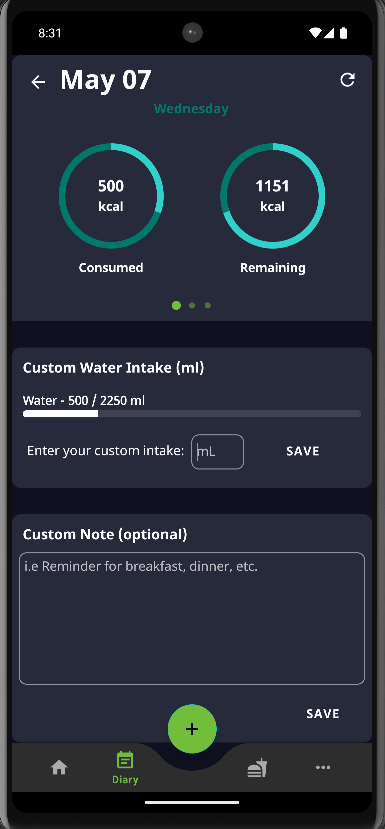 8:31
May 07
Wednesday
500
kcal
1151
kcal
Consumed
Remaining
Custom Water Intake (ml)
Water - 500 / 2250 ml
Enter your custom intake:
mL
SAVE
Custom Note (optional)
i.e Reminder for breakfast, dinner, etc.
SAVE
Diary